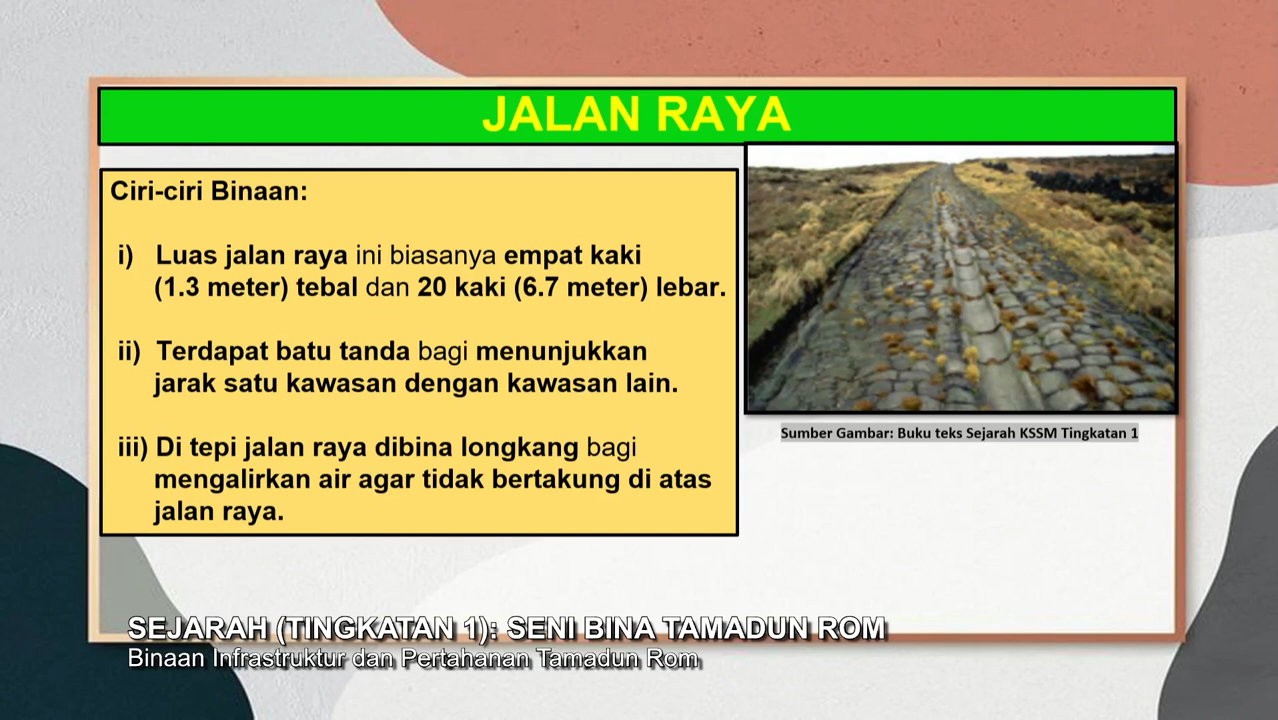 JALAN RAYA
Ciri-ciri Binaan:
i) Luas jalan raya ini biasanya empat kaki
(1.3 meter) tebal dan 20 kaki (6.7 meter) lebar.
ii) Terdapat batu tanda bagi menunjukkan
jarak satu kawasan dengan kawasan lain.
iii) Di tepi jalan raya dibina longkang bagi
mengalirkan air agar tidak bertakung di atas
jalan raya.
Sumber Gambar: Buku teks Sejarah KSSM Tingkatan 1
SEJARAH (TINGKATAN 1): SENI BINA TAMADUN ROM
Binaan Infrastruktur dan Pertahanan Tamadun Rom